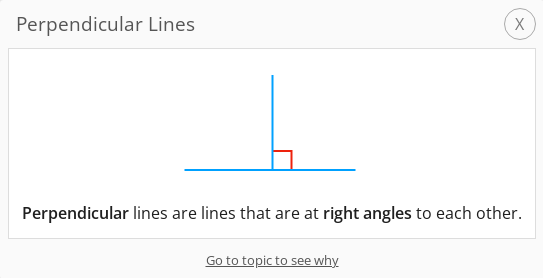 Perpendicular Lines
X
Perpendicular lines are lines that are at right angles to each other.
Go to topic to see why